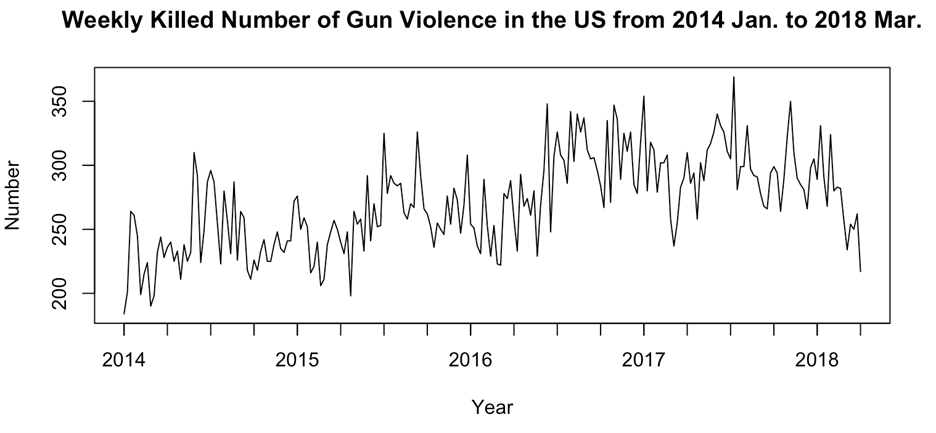 Weekly Killed Number of Gun Violence in the US from 2014 Jan. to 2018 Mar.
Number
350
300
250
200
2014 2015 2016 2017 2018
Year